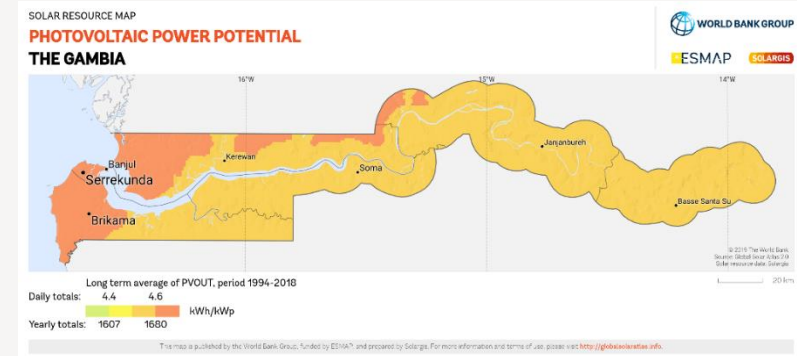 SOLAR RESOURCE MAP
PHOTOVOLTAIC POWER POTENTIAL
THE GAMBIA
WORLD BANK GROUP
ESMAP
SOLARGIS
16°W
15°W
14°W
Banjul
Serrekunda
Brikama
Kerewan
Soma
Janjanbureh
Basse Santa Su
© 2019 The World Bank
Source: Global Solar Atlas 2.0
Solar resource data: Solargis
20 km
Long term average of PVOUT, period 1994-2018
Daily totals: 4.4 4.6
kWh/kWp
Yearly totals: 1607 1680
This map is published by the World Bank Group, funded by ESMAP, and prepared by Solargis. For more information and terms of use, please visit http://globalsolaratlas.info.